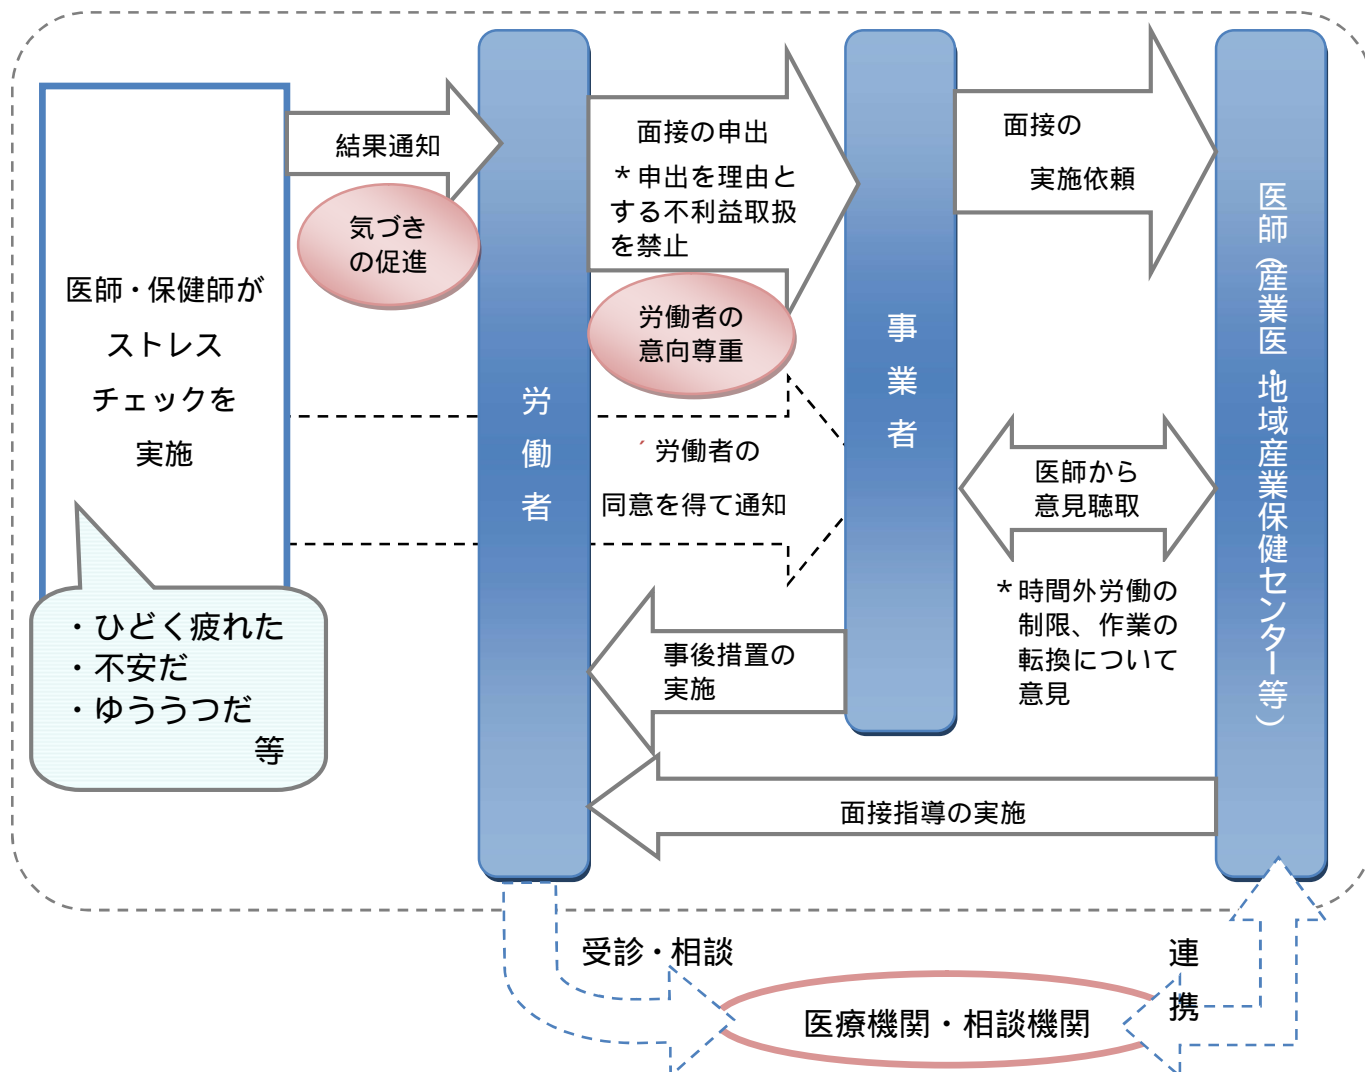 医師・保健師が
ストレス
チェックを
実施
・ひどく疲れた
・不安だ
・ゆううつだ
等
結果通知
気づき
の促進
労働者
面接の申出
*申出を理由と
する不利益取扱
を禁止
労働者の
意向尊重
労働者の
同意を得て通知
事業者
面接の
実施依頼
医師から
意見聴取
*時間外労働の
制限、作業の
転換について
意見
事後措置の
実施
面接指導の実施
医師(産業医・地域産業保健センター等)
受診・相談
医療機関・相談機関
連携